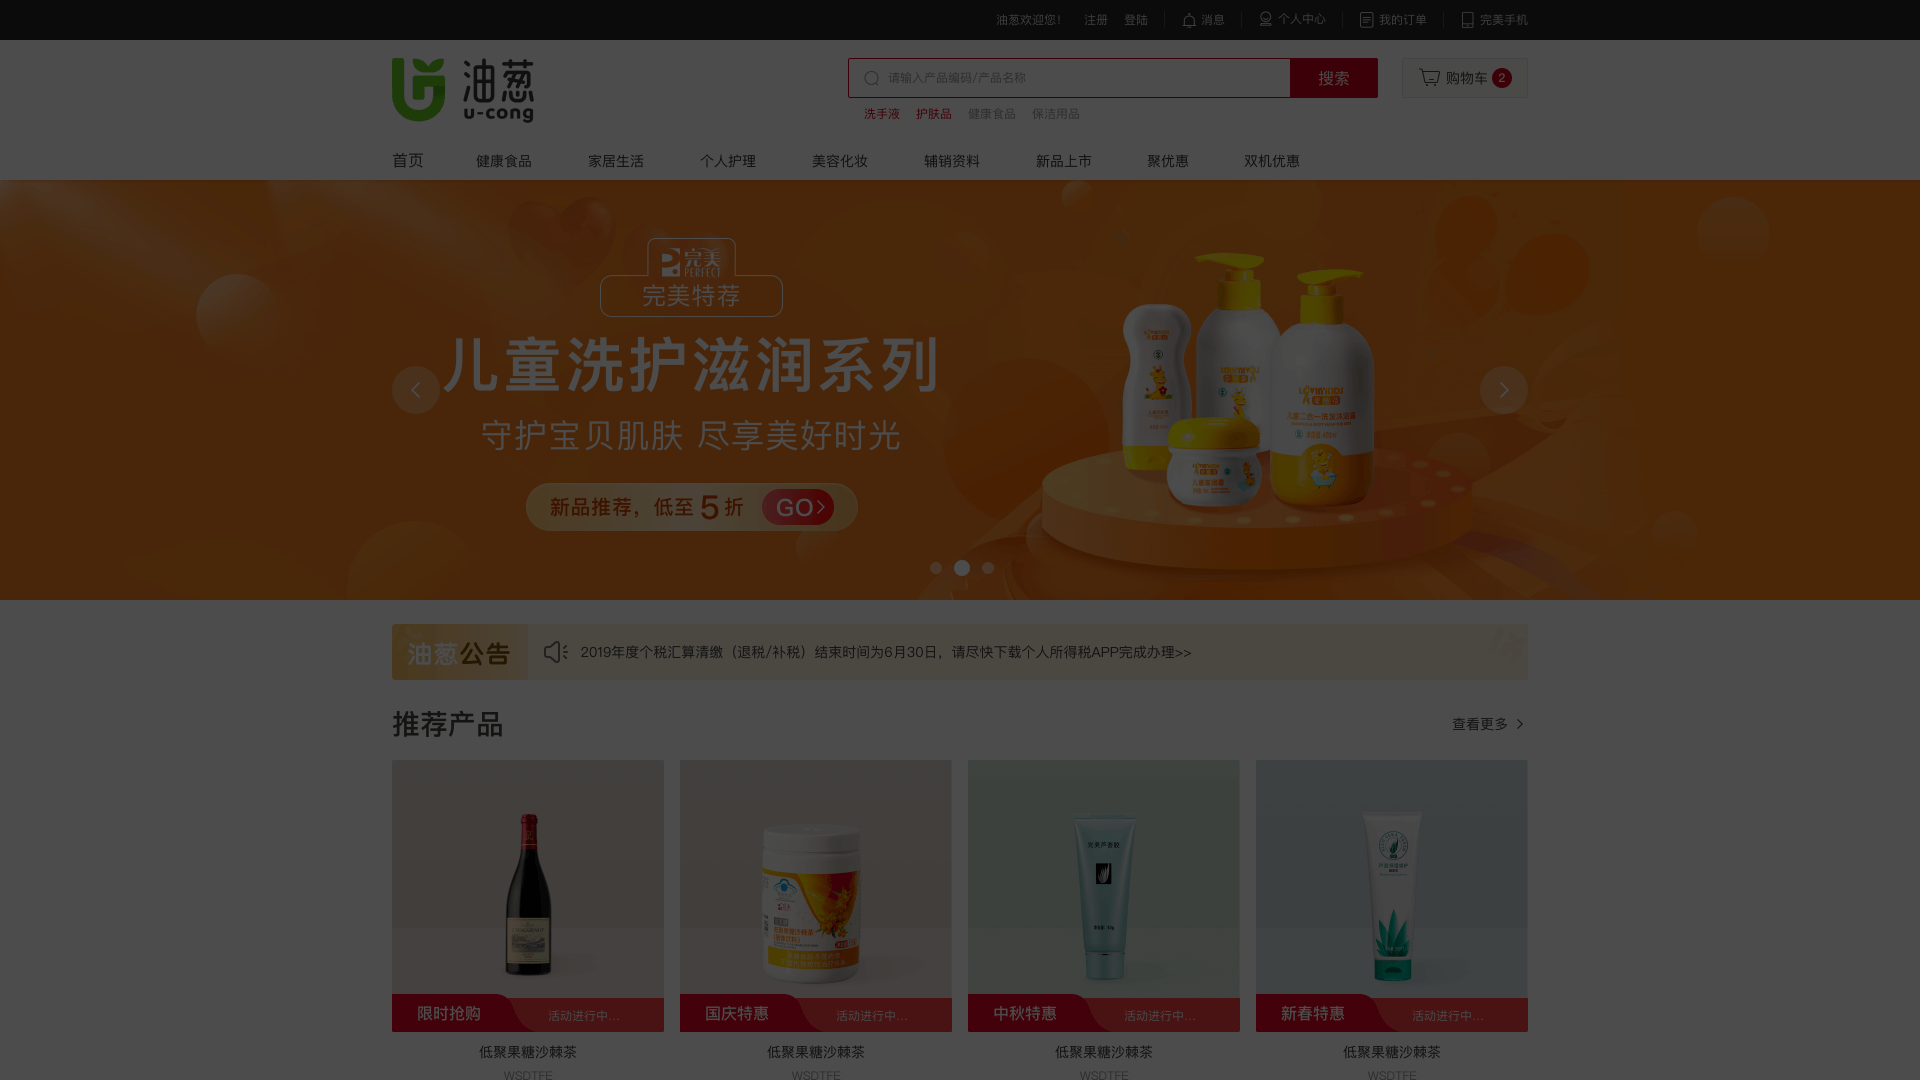 油葱欢迎您！ 注册 登陆 消息 个人中心 我的订单 完美手机
油葱
u-cong
请输入产品编码/产品名称 搜索 购物车 2
洗手液 护肤品 健康食品 保洁用品
首页 健康食品 家居生活 个人护理 美容化妆 辅销资料 新品上市 聚优惠 双机优惠
完美
PERFECT
完美特荐
儿童洗护滋润系列
守护宝贝肌肤 尽享美好时光
新品推荐，低至 5 折 GO
油葱公告 2019年度个税汇算清缴（退税/补税）结束时间为6月30日，请尽快下载个人所得税APP完成办理>>
推荐产品 查看更多
限时抢购 活动进行中... 国庆特惠 活动进行中... 中秋特惠 活动进行中... 新春特惠 活动进行中...
低聚果糖沙棘茶 低聚果糖沙棘茶 低聚果糖沙棘茶 低聚果糖沙棘茶
WSDTFE WSDTFE WSDTFE WSDTFE